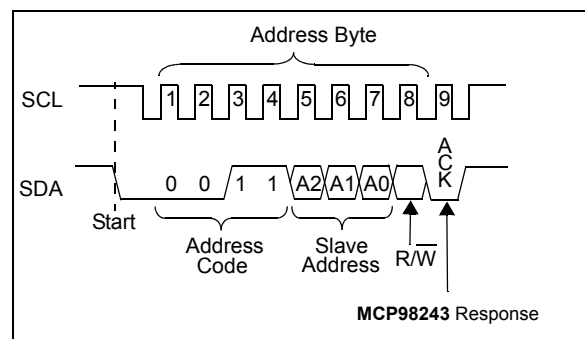 Address Byte
SCL
1 2 3 4 5 6 7 8 9
SDA
0 0 1 1 A2 A1 A0
ACK
Start
Address
Code
Slave
Address
R/W̅
MCP98243 Response